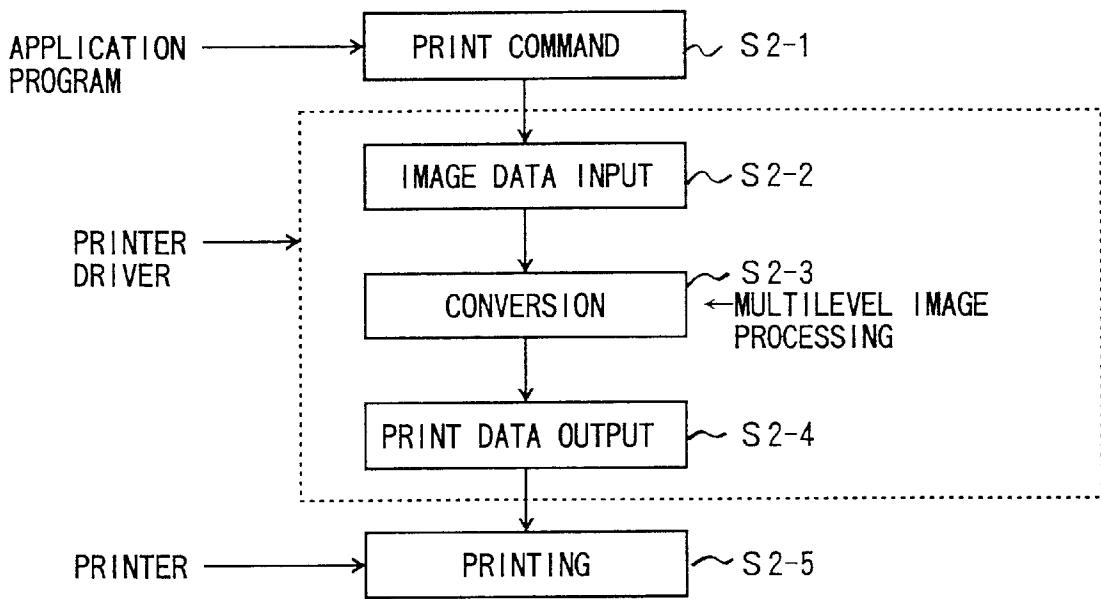 APPLICATION
PROGRAM
PRINT COMMAND
S2-1
IMAGE DATA INPUT
S2-2
PRINTER
DRIVER
CONVERSION
S2-3
MULTILEVEL IMAGE
PROCESSING
PRINT DATA OUTPUT
S2-4
PRINTER
PRINTING
S2-5